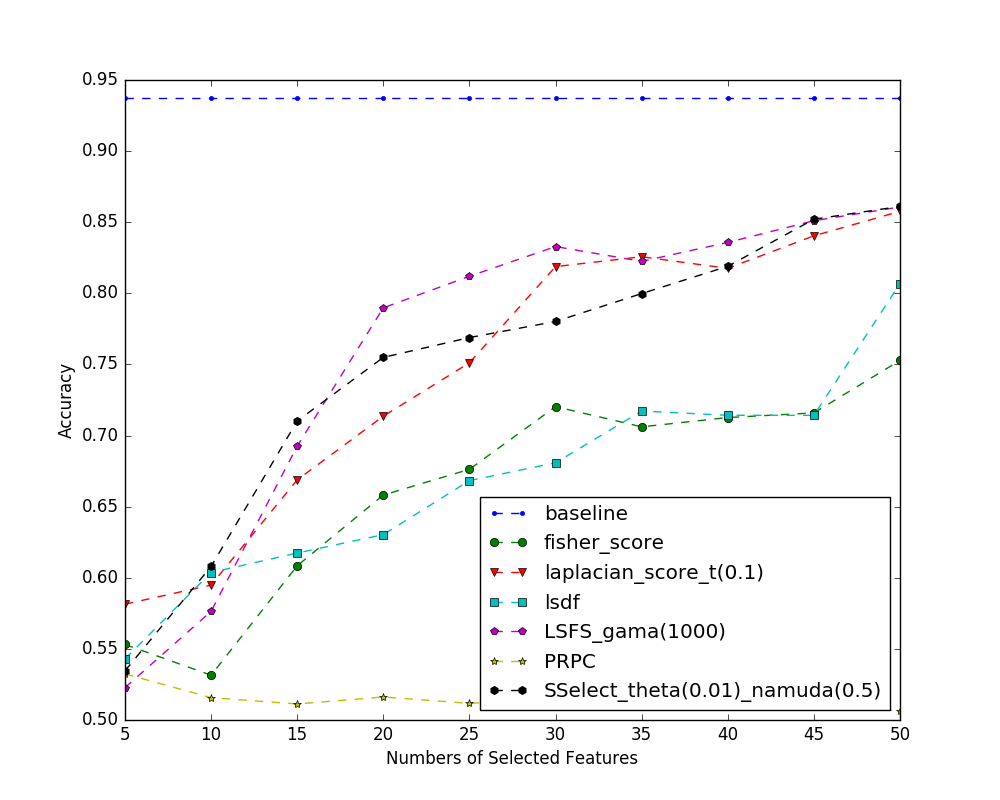 0.95
0.90
0.85
0.80
0.75
0.70
0.65
0.60
0.55
0.50
Accuracy
baseline
fisher_score
laplacian_score_t(0.1)
lsdf
LSFS_gama(1000)
PRPC
SSelect_theta(0.01)_namuda(0.5)
5 10 15 20 25 30 35 40 45 50
Numbers of Selected Features